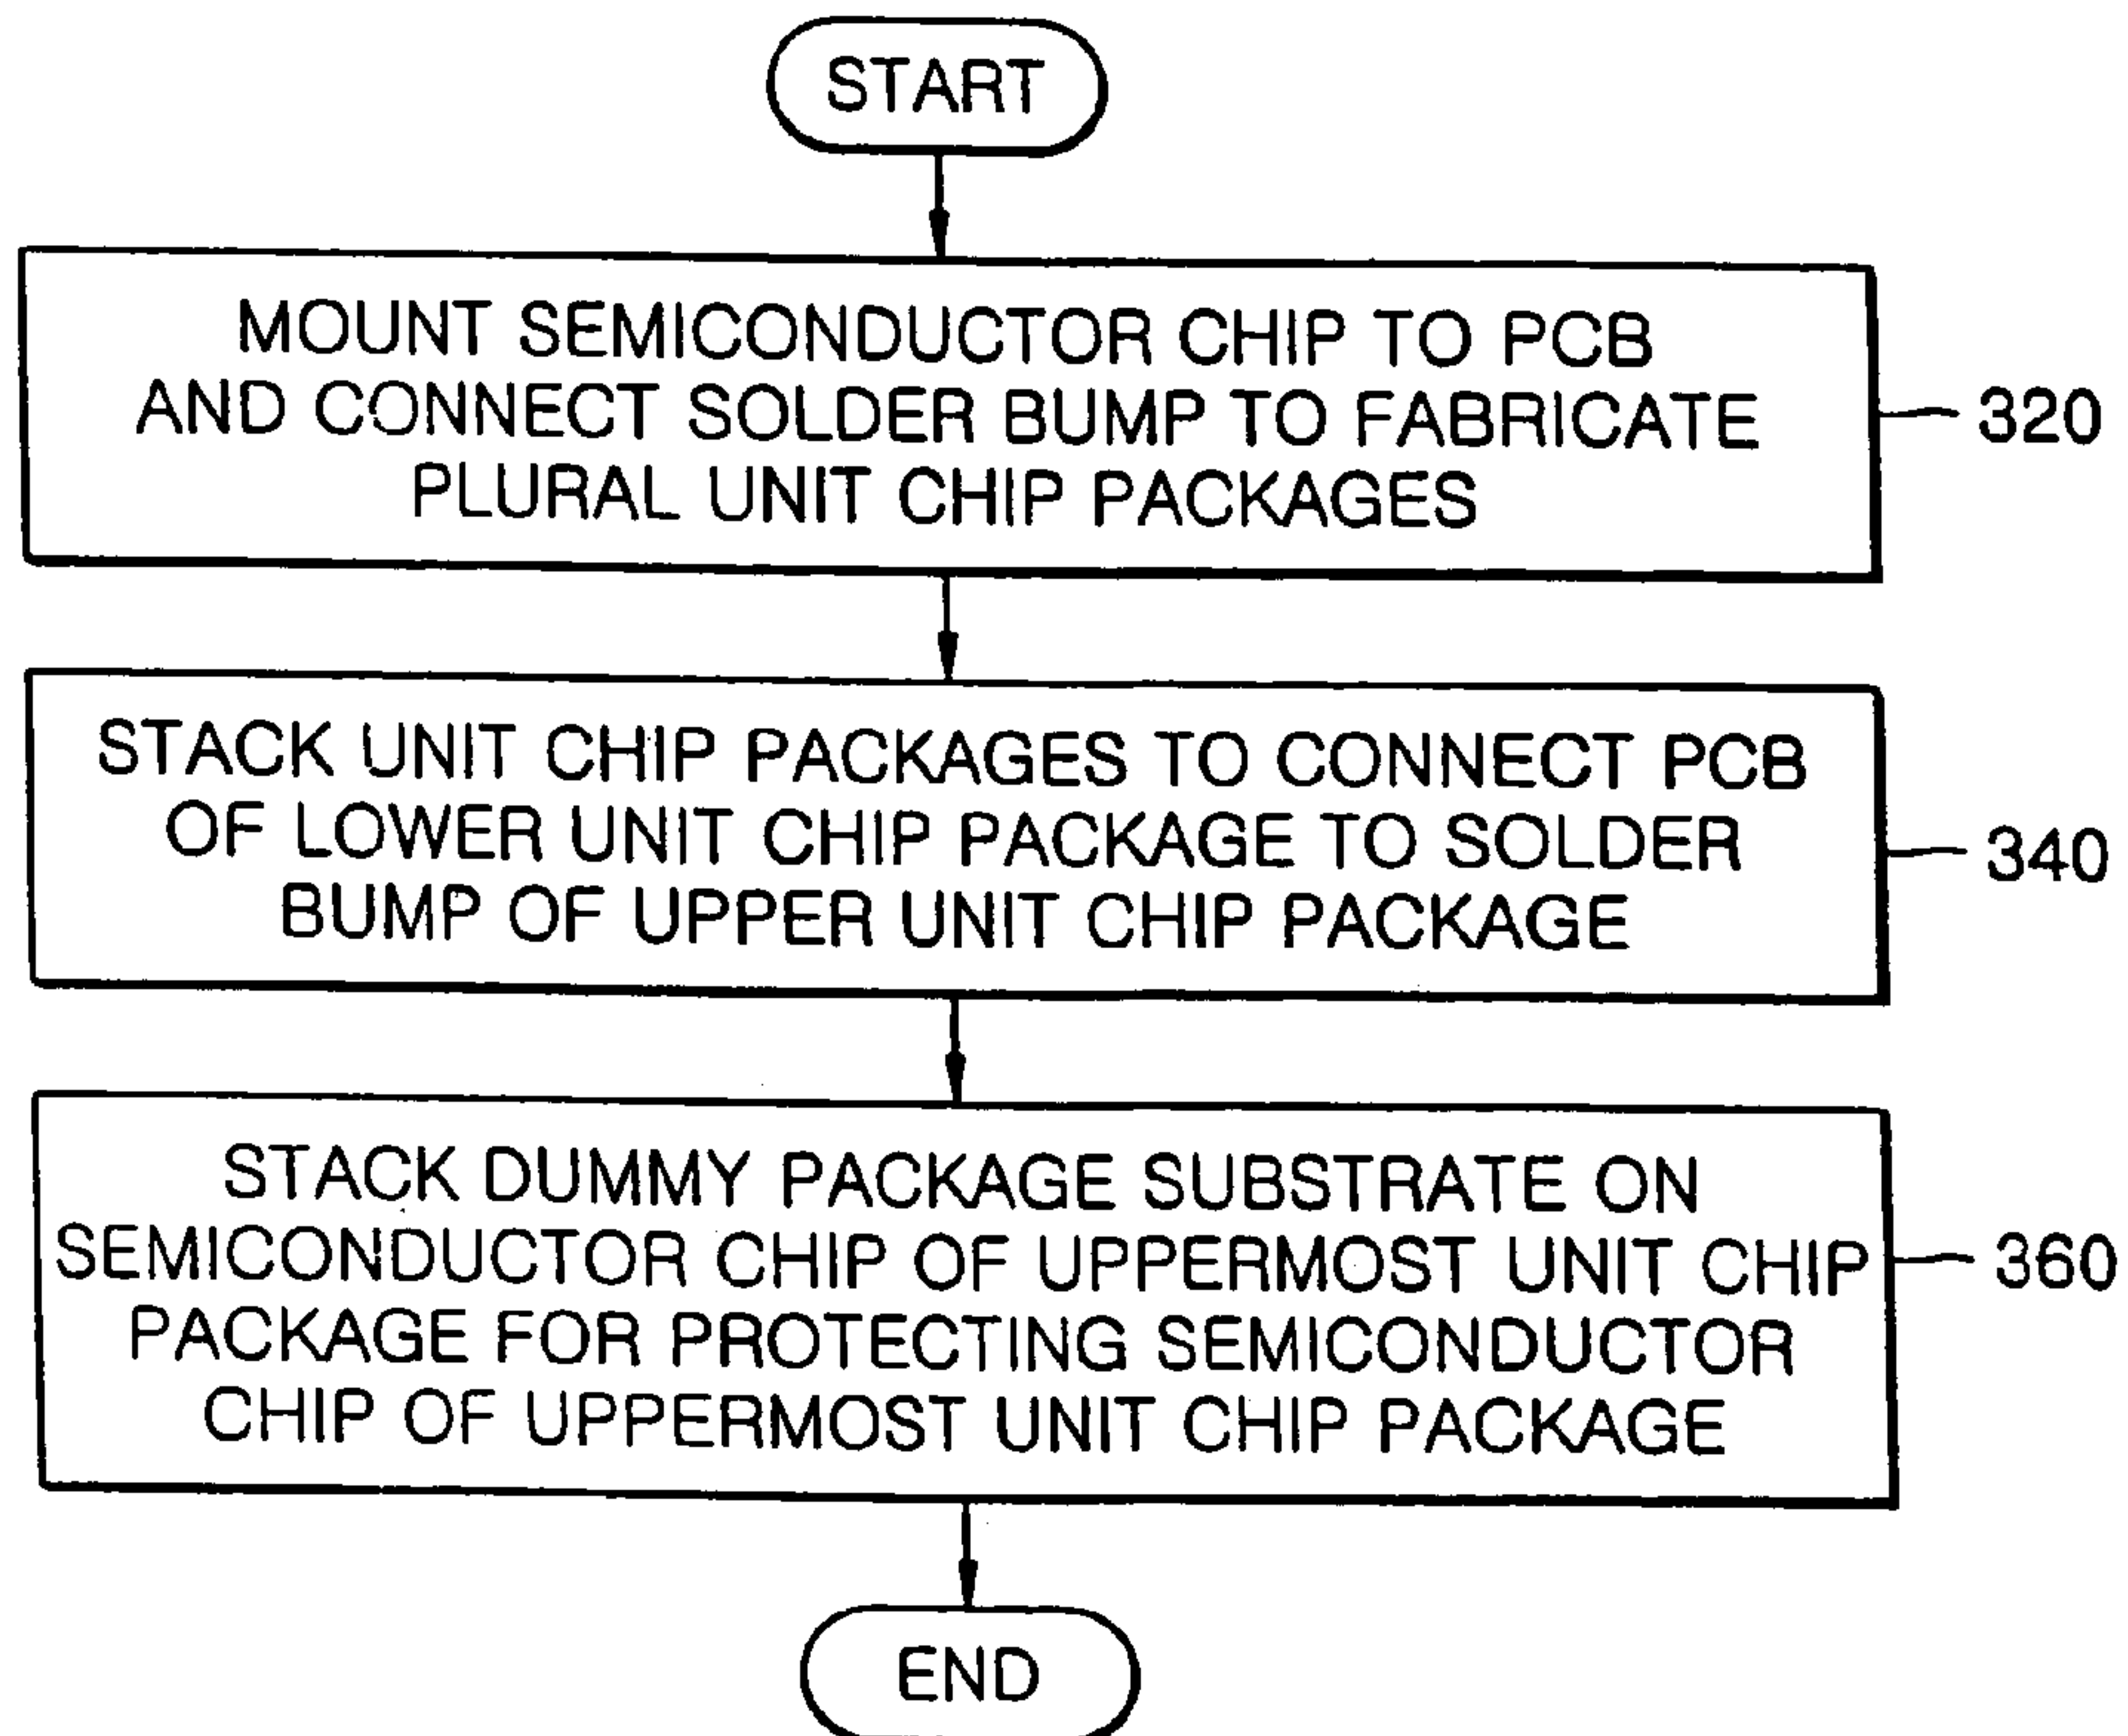 START
MOUNT SEMICONDUCTOR CHIP TO PCB
AND CONNECT SOLDER BUMP TO FABRICATE
PLURAL UNIT CHIP PACKAGES
320
STACK UNIT CHIP PACKAGES TO CONNECT PCB
OF LOWER UNIT CHIP PACKAGE TO SOLDER
BUMP OF UPPER UNIT CHIP PACKAGE
340
STACK DUMMY PACKAGE SUBSTRATE ON
SEMICONDUCTOR CHIP OF UPPERMOST UNIT CHIP
PACKAGE FOR PROTECTING SEMICONDUCTOR
CHIP OF UPPERMOST UNIT CHIP PACKAGE
360
END